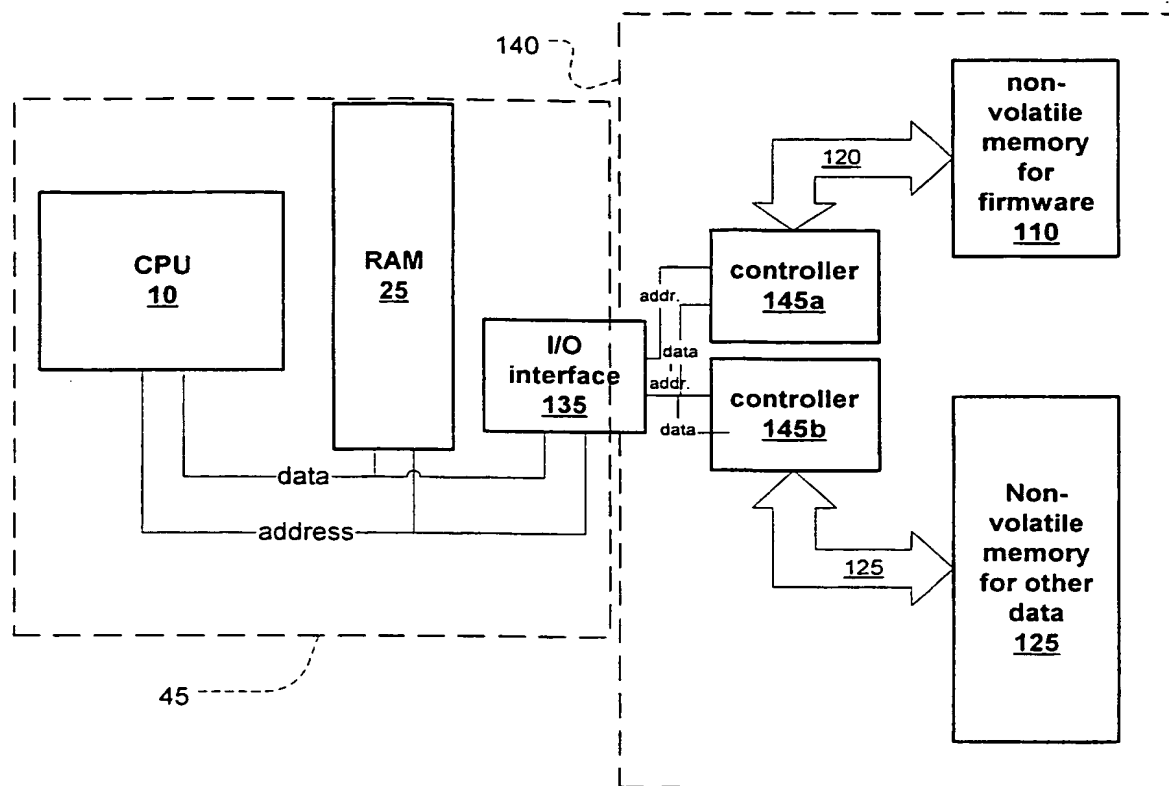 140
non-
volatile
memory
for
firmware
110
120
CPU
10
RAM
25
controller
145a
addr.
I/O
interface
135
data
addr.
controller
145b
data
data
address
Non-
volatile
memory
for other
data
125
125
45